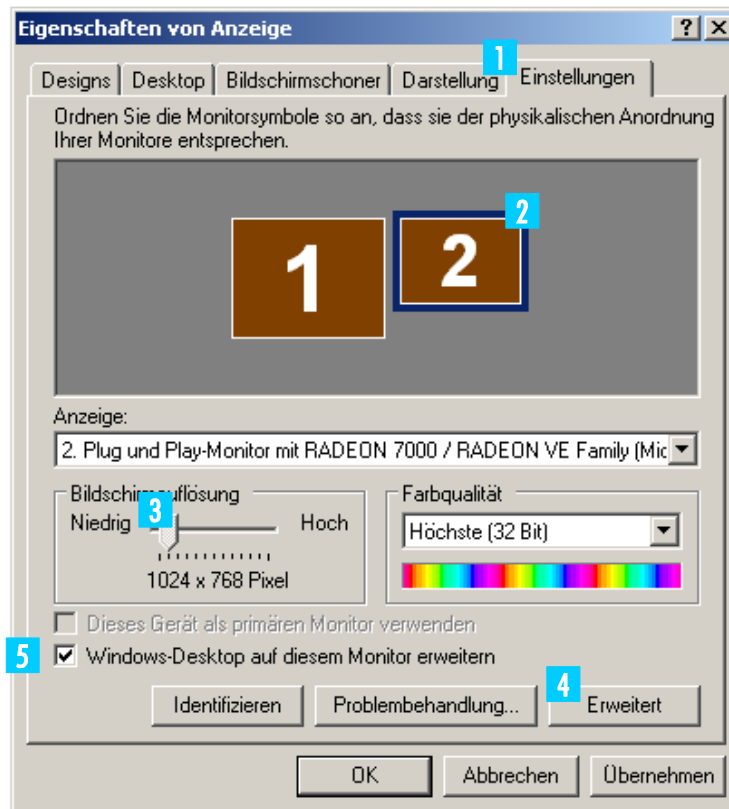 Eigenschaften von Anzeige
1
Designs Desktop Bildschirmschoner Darstellung Einstellungen
Ordnen Sie die Monitorsymbole so an, dass sie der physikalischen Anordnung
Ihrer Monitore entsprechen.
2
1 2
Anzeige:
2. Plug und Play-Monitor mit RADEON 7000 / RADEON VE Family (Mic
Bildschirmauflösung Farbqualität
3
Niedrig Hoch Höchste (32 Bit)
1024 x 768 Pixel
Dieses Gerät als primären Monitor verwenden
5 Windows-Desktop auf diesem Monitor erweitern
4
Identifizieren Problembehandlung... Erweitert
OK Abbrechen Übernehmen